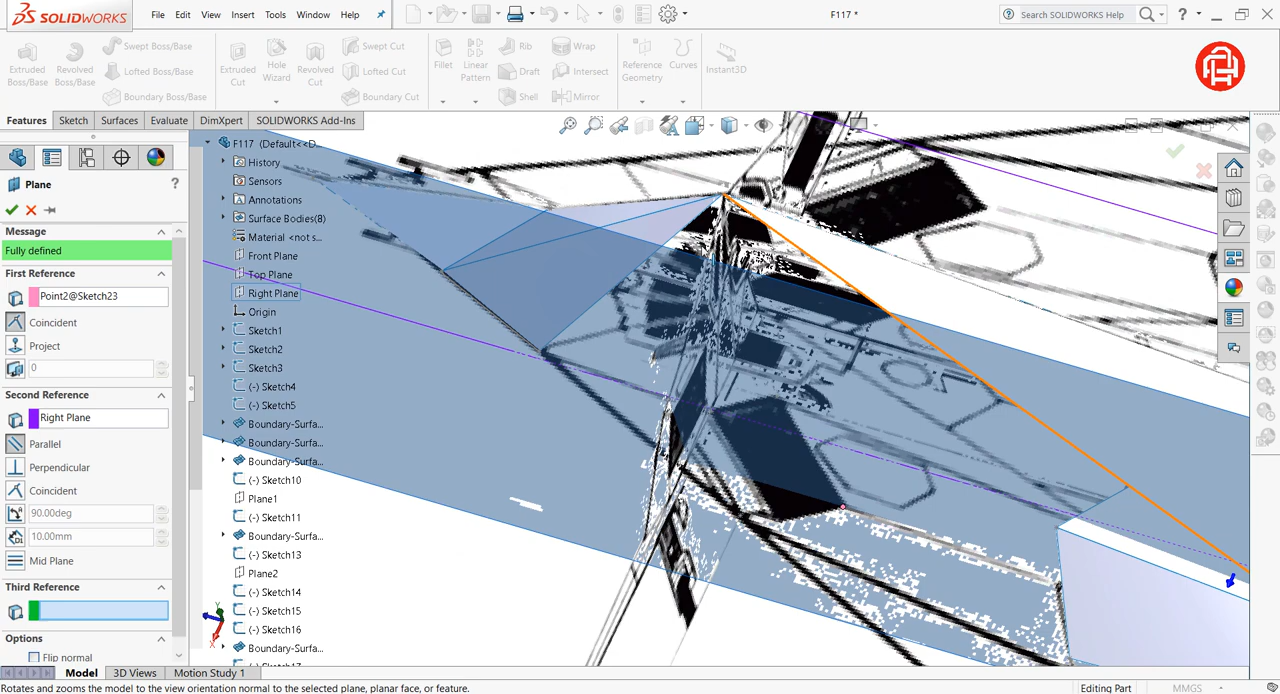 SOLIDWORKS
File Edit View Insert Tools Window Help
F117 *
Search SOLIDWORKS Help
?
Extruded Boss/Base
Revolved Boss/Base
Swept Boss/Base
Lofted Boss/Base
Boundary Boss/Base
Extruded Cut
Hole Wizard
Revolved Cut
Swept Cut
Lofted Cut
Boundary Cut
Fillet
Linear Pattern
Rib
Draft
Shell
Wrap
Intersect
Mirror
Reference Geometry
Curves
Instant3D
Features Sketch Surfaces Evaluate DimXpert SOLIDWORKS Add-Ins
Plane ?
Message
Fully defined
First Reference
Point2@Sketch23
Coincident
Project
0
Second Reference
Right Plane
Parallel
Perpendicular
Coincident
90.00deg
10.00mm
Mid Plane
Third Reference
Options
Flip normal
F117 (Default<<D...
History
Sensors
Annotations
Surface Bodies(8)
Material <not s...
Front Plane
Top Plane
Right Plane
Origin
Sketch1
Sketch2
Sketch3
(-) Sketch4
(-) Sketch5
Boundary-Surfa...
Boundary-Surfa...
Boundary-Surfa...
(-) Sketch10
Plane1
(-) Sketch11
Boundary-Surfa...
(-) Sketch13
Plane2
(-) Sketch14
(-) Sketch15
(-) Sketch16
Boundary-Surfa...
Model 3D Views Motion Study 1
Rotates and zooms the model to the view orientation normal to the selected plane, planar face, or feature.
Editing Part
MMGS